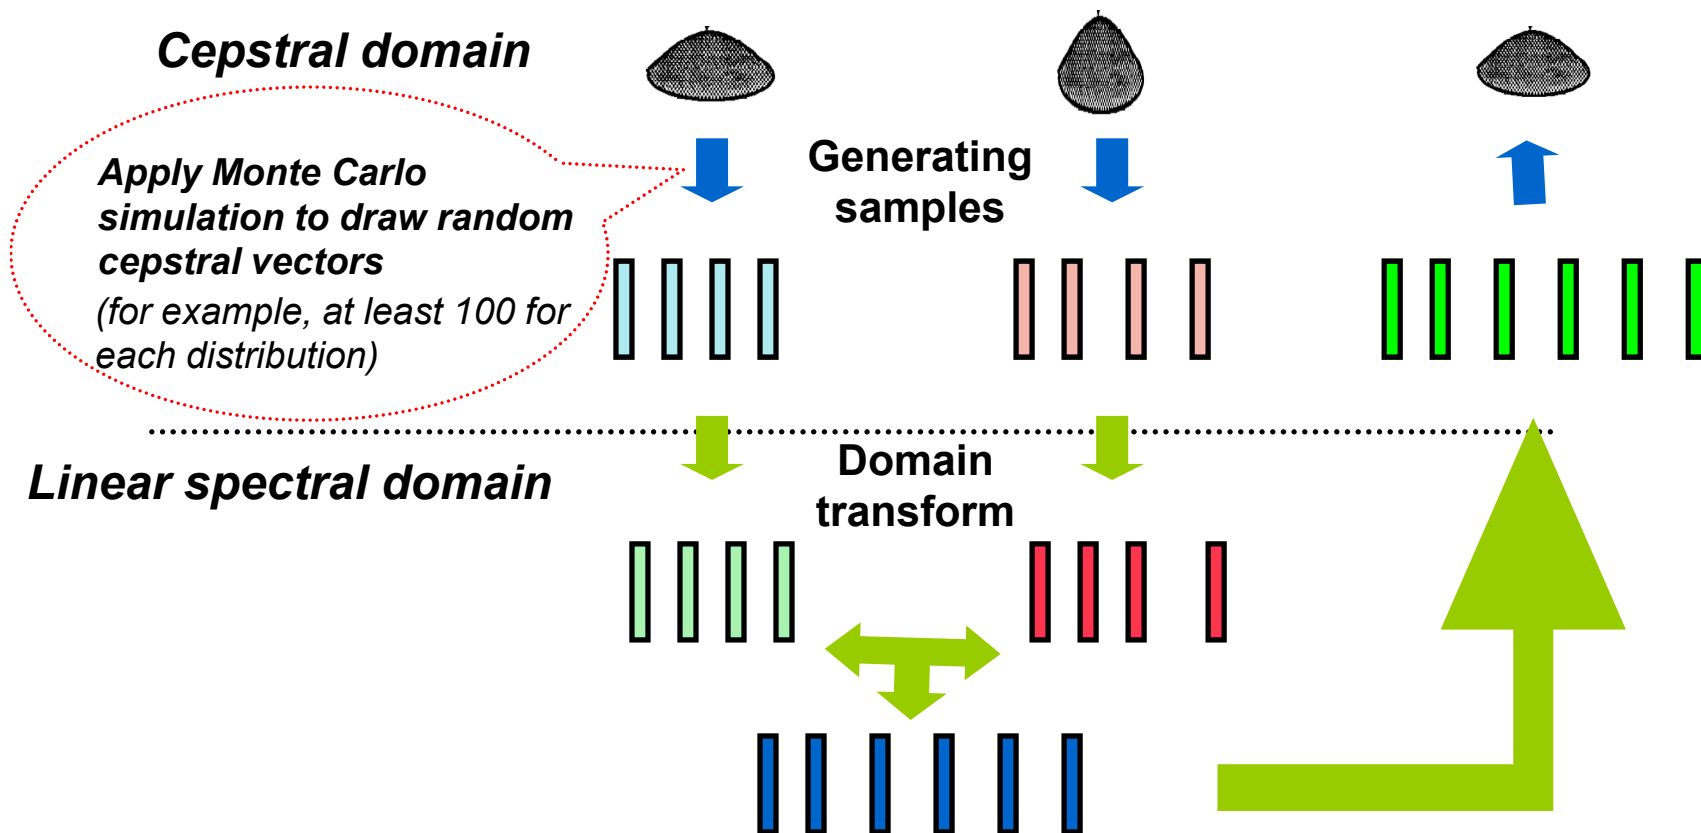 Cepstral domain
Apply Monte Carlo
simulation to draw random
cepstral vectors
(for example, at least 100 for
each distribution)
Generating
samples
Linear spectral domain
Domain
transform